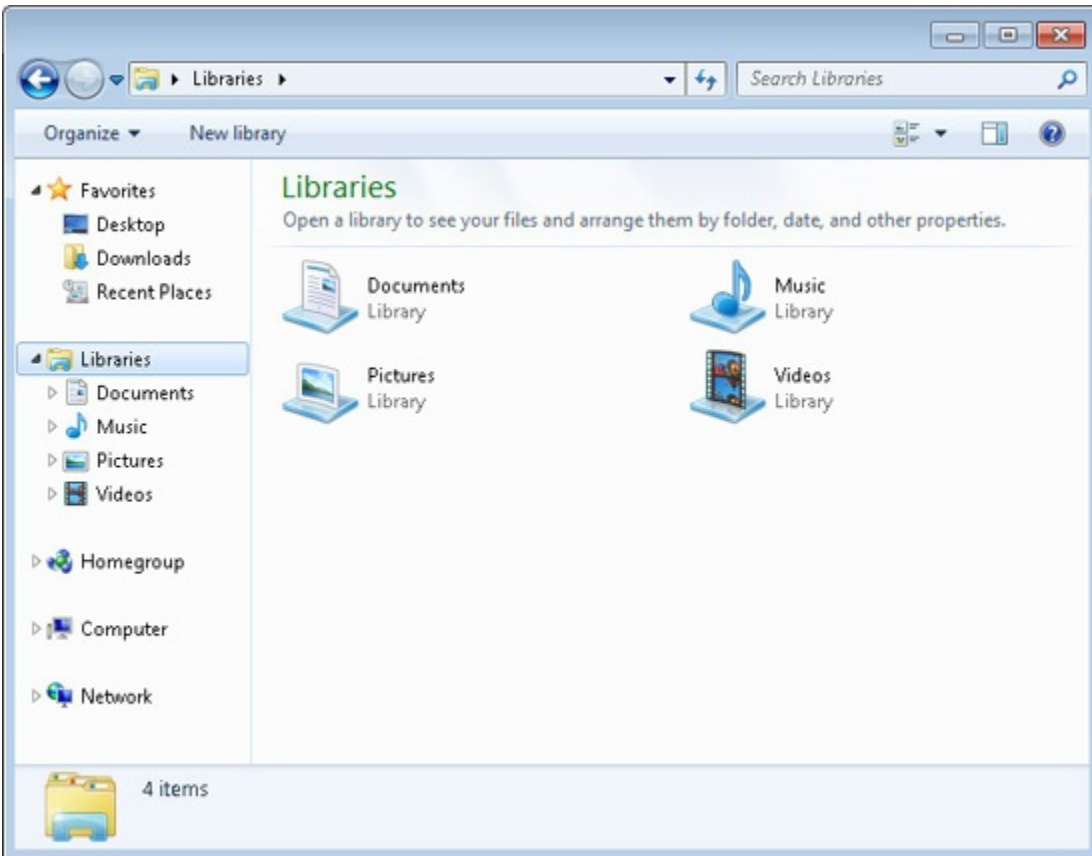 Libraries
Search Libraries
Organize
New library
Favorites
Desktop
Downloads
Recent Places
Libraries
Documents
Music
Pictures
Videos
Homegroup
Computer
Network
Libraries
Open a library to see your files and arrange them by folder, date, and other properties.
Documents
Library
Music
Library
Pictures
Library
Videos
Library
4 items